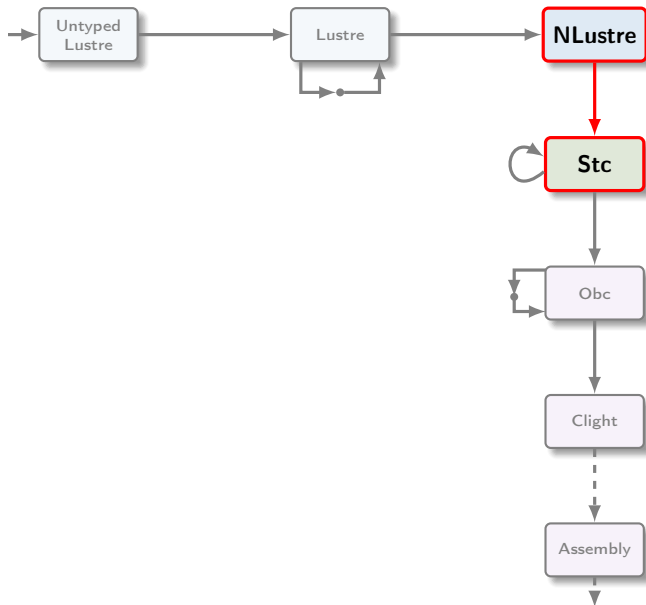 Untyped
Lustre
Lustre
NLustre
Stc
Obc
Clight
Assembly